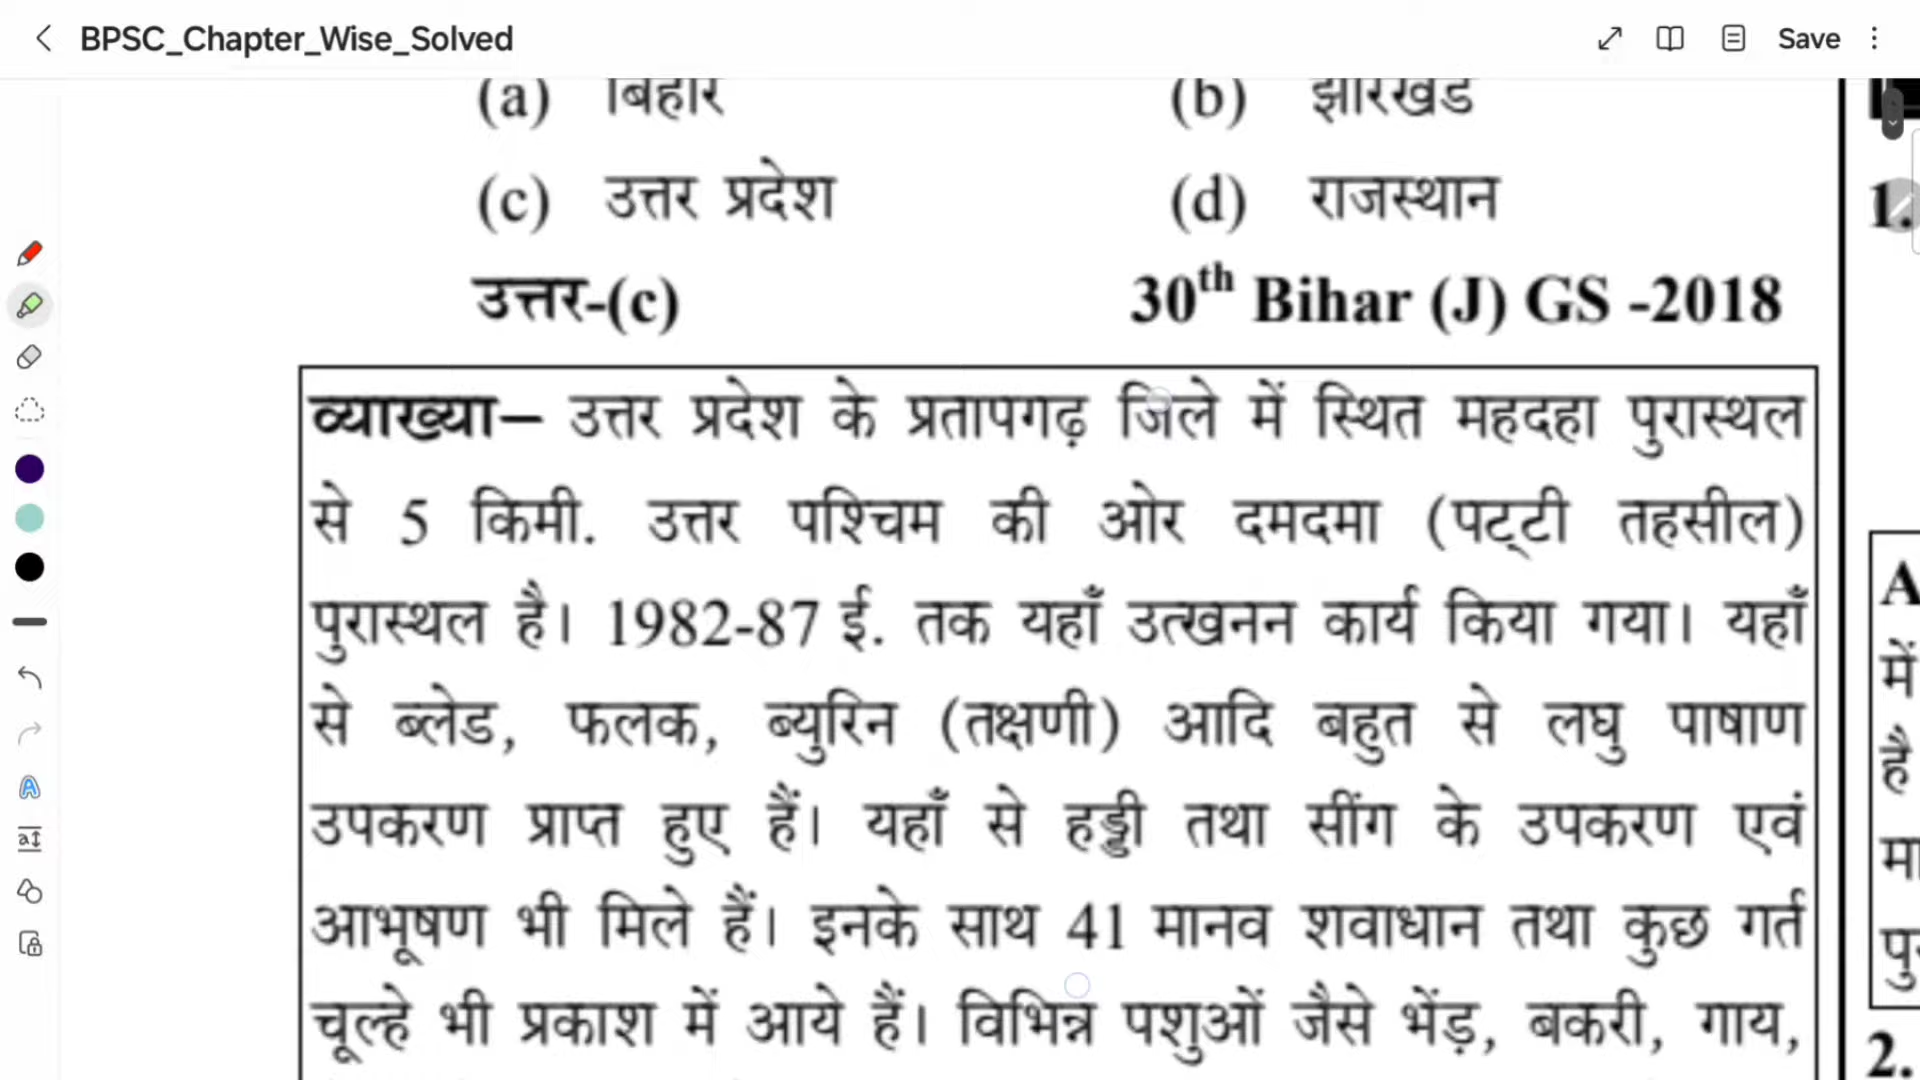 BPSC_Chapter_Wise_Solved
Save
(a) बिहार (b) झारखंड
(c) उत्तर प्रदेश (d) राजस्थान
उत्तर-(c) 30th Bihar (J) GS -2018
व्याख्या– उत्तर प्रदेश के प्रतापगढ़ जिले में स्थित महदहा पुरास्थल
से 5 किमी. उत्तर पश्चिम की ओर दमदमा (पट्टी तहसील)
पुरास्थल है। 1982-87 ई. तक यहाँ उत्खनन कार्य किया गया। यहाँ
से ब्लेड, फलक, ब्युरिन (तक्षणी) आदि बहुत से लघु पाषाण
उपकरण प्राप्त हुए हैं। यहाँ से हड्डी तथा सींग के उपकरण एवं
आभूषण भी मिले हैं। इनके साथ 41 मानव शवाधान तथा कुछ गर्त
चूल्हे भी प्रकाश में आये हैं। विभिन्न पशुओं जैसे भेंड़, बकरी, गाय,
1.
A
में
है
2.